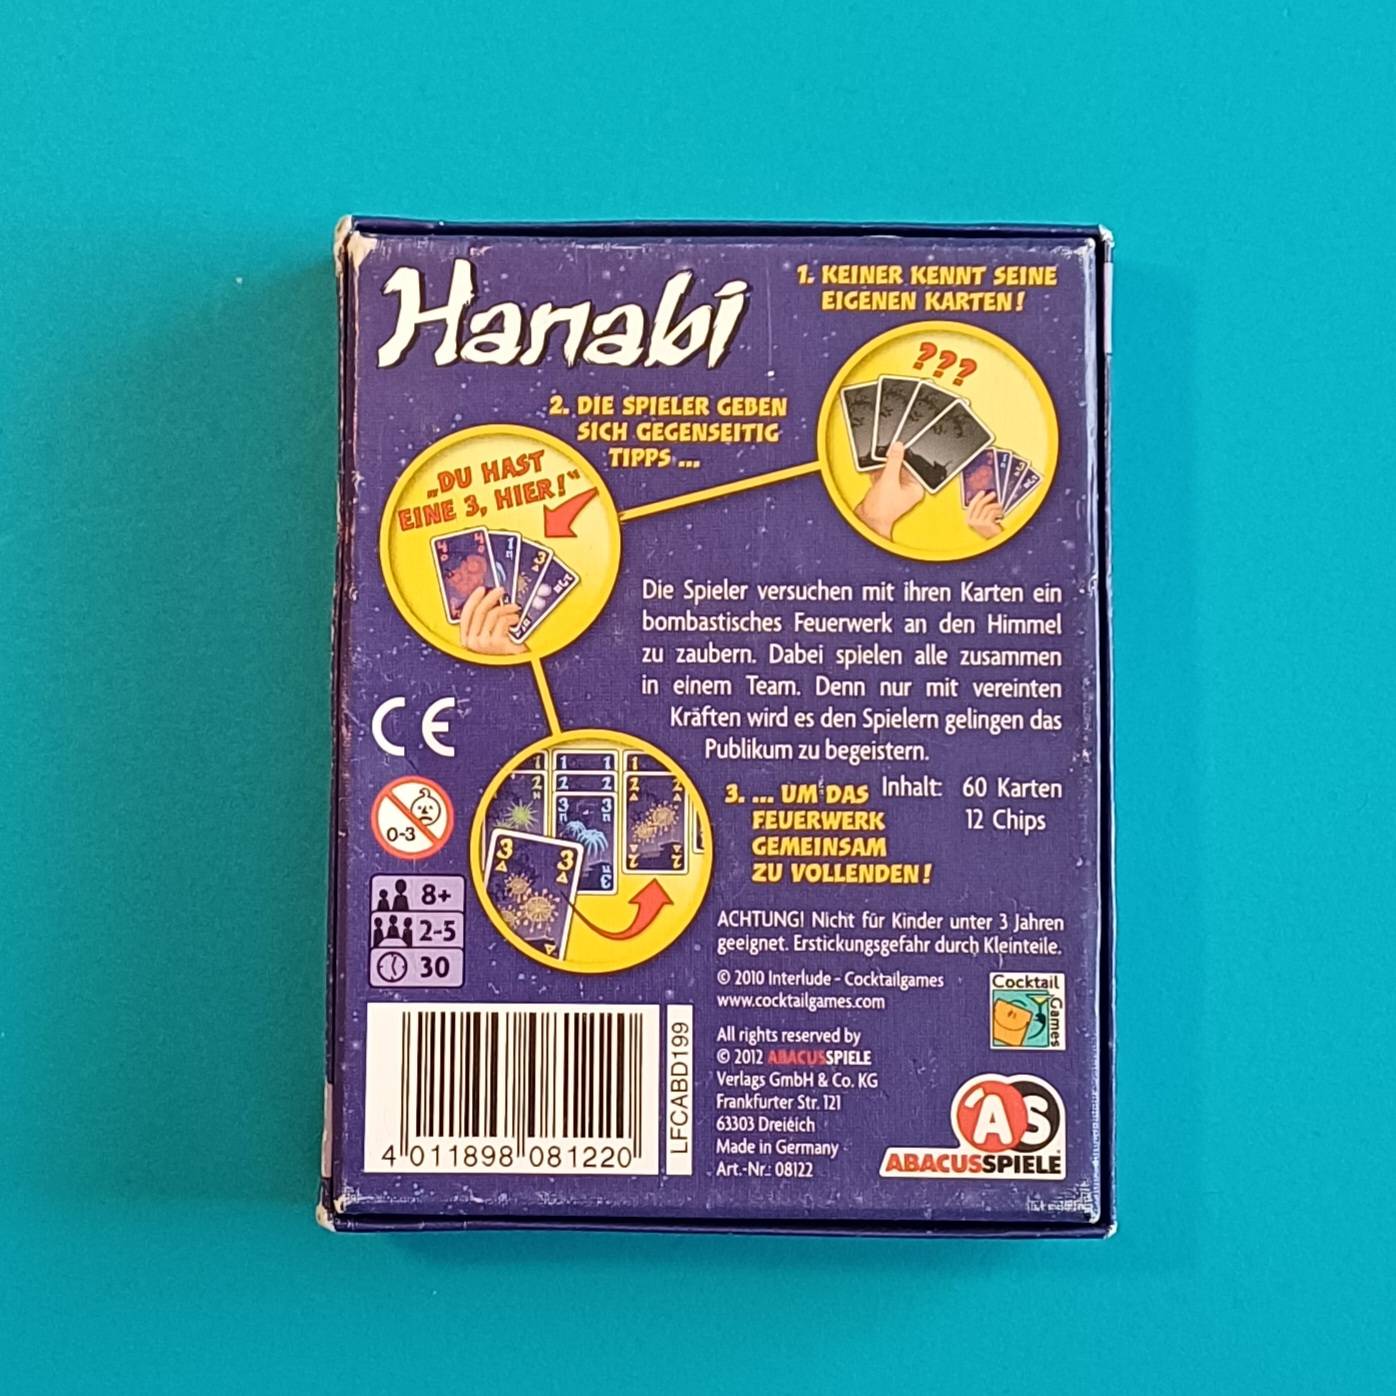 Hanabi
1. KEINER KENNT SEINE
EIGENEN KARTEN!
???
2. DIE SPIELER GEBEN
SICH GEGENSEITIG
TIPPS ...
„DU HAST
EINE 3, HIER!“
Die Spieler versuchen mit ihren Karten ein
bombastisches Feuerwerk an den Himmel
zu zaubern. Dabei spielen alle zusammen
in einem Team. Denn nur mit vereinten
Kräften wird es den Spielern gelingen das
Publikum zu begeistern.
CE
0-3
3. ... UM DAS
FEUERWERK
GEMEINSAM
ZU VOLLENDEN!
Inhalt: 60 Karten
12 Chips
8+
2-5
30
ACHTUNG! Nicht für Kinder unter 3 Jahren
geeignet. Erstickungsgefahr durch Kleinteile.
© 2010 Interlude - Cocktailgames
www.cocktailgames.com
Cocktail
Games
All rights reserved by
© 2012 ABACUSSPIELE
Verlags GmbH & Co. KG
Frankfurter Str. 121
63303 Dreieich
Made in Germany
Art.-Nr.: 08122
4 011898 081220
LFCABD199
AS
ABACUSSPIELE